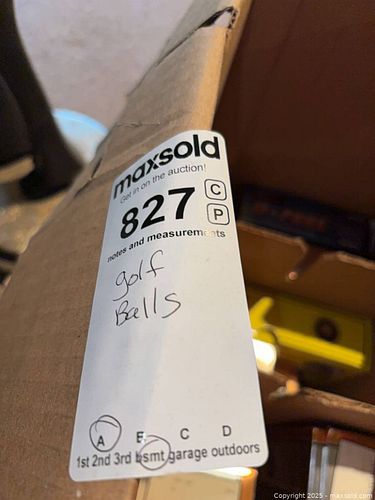 maxsold
Get in on the auction!
827 C
P
notes and measurements
golf
Balls
A B C D
1st 2nd 3rd bsmt garage outdoors
Copyright 2025 - maxsold.com